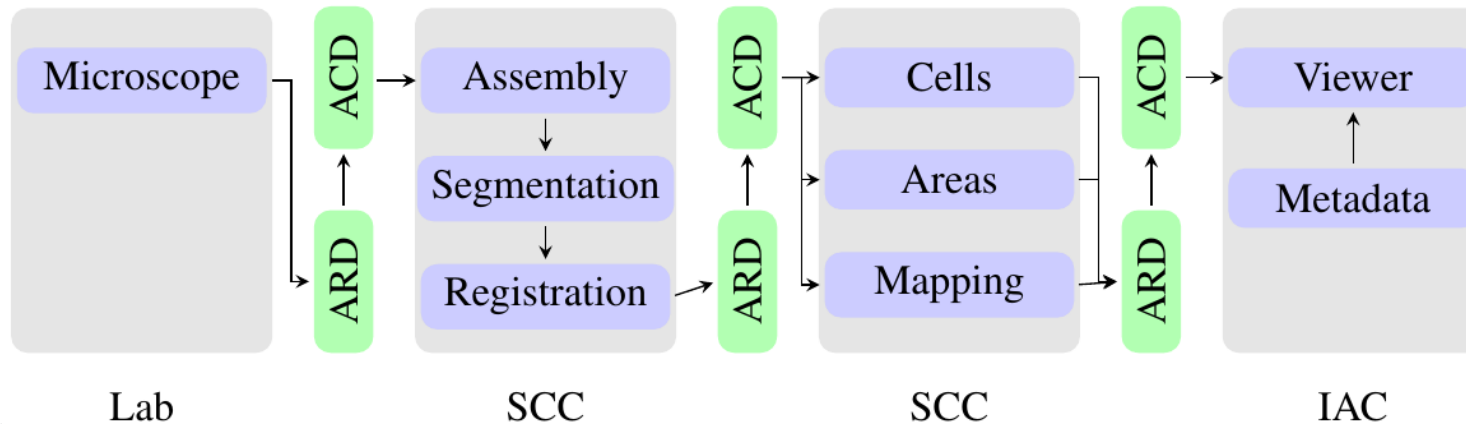 Microscope
ACD
ARD
Assembly
Segmentation
Registration
ACD
ARD
Cells
Areas
Mapping
ACD
ARD
Viewer
Metadata
Lab
SCC
SCC
IAC